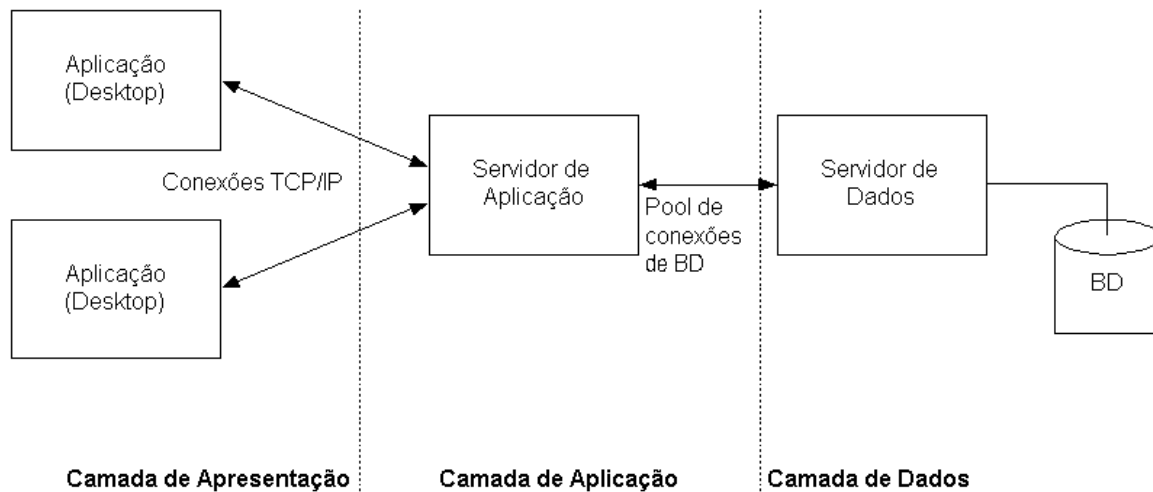 Aplicação
(Desktop)
Conexões TCP/IP
Aplicação
(Desktop)
Servidor de
Aplicação
Pool de
conexões
de BD
Servidor de
Dados
BD
Camada de Apresentação
Camada de Aplicação
Camada de Dados